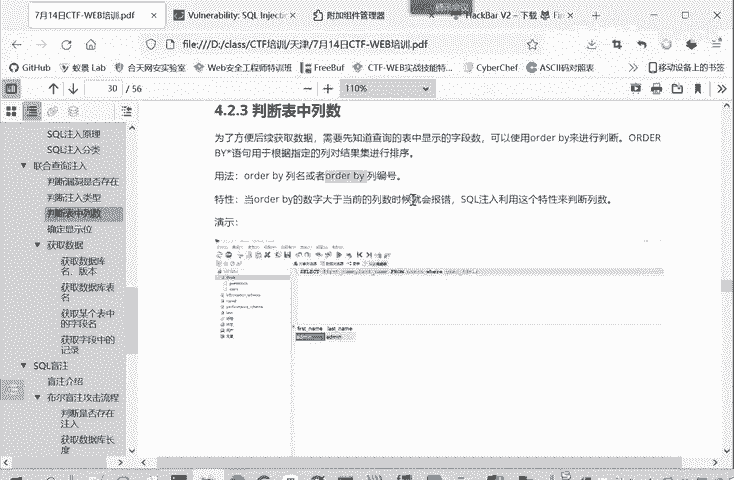 7月14日CTF-WEB培训.pdf
Vulnerability: SQL Injecti
附加组件管理器
HackBar V2 – 下载
file:///D:/class/CTF培训/天津/7月14日CTF-WEB培训.pdf
GitHub
蚁景 Lab
合天网安实验室
Web安全工程师特训班
FreeBuf
CTF-WEB实战技能特...
CyberChef
ASCII码对照表
移动设备上的书签
30 / 56
110%
SQL注入原理
SQL注入分类
联合查询注入
判断漏洞是否存在
判断注入类型
判断表中列数
确定显示位
获取数据
获取数据库
名、版本
获取数据库表
名
获取某个表中
的字段名
获取字段中的
记录
SQL盲注
盲注介绍
布尔盲注攻击流程
判断是否存在
注入
获取数据库长
度
4.2.3 判断表中列数
为了方便后续获取数据，需要先知道查询的表中显示的字段数，可以使用order by来进行判断。ORDER
BY*语句用于根据指定的列对结果集进行排序。
用法：order by 列名或者order by 列编号。
特性：当order by的数字大于当前的列数时候就会报错，SQL注入利用这个特性来判断列数。
演示：
first_name last_name
admin